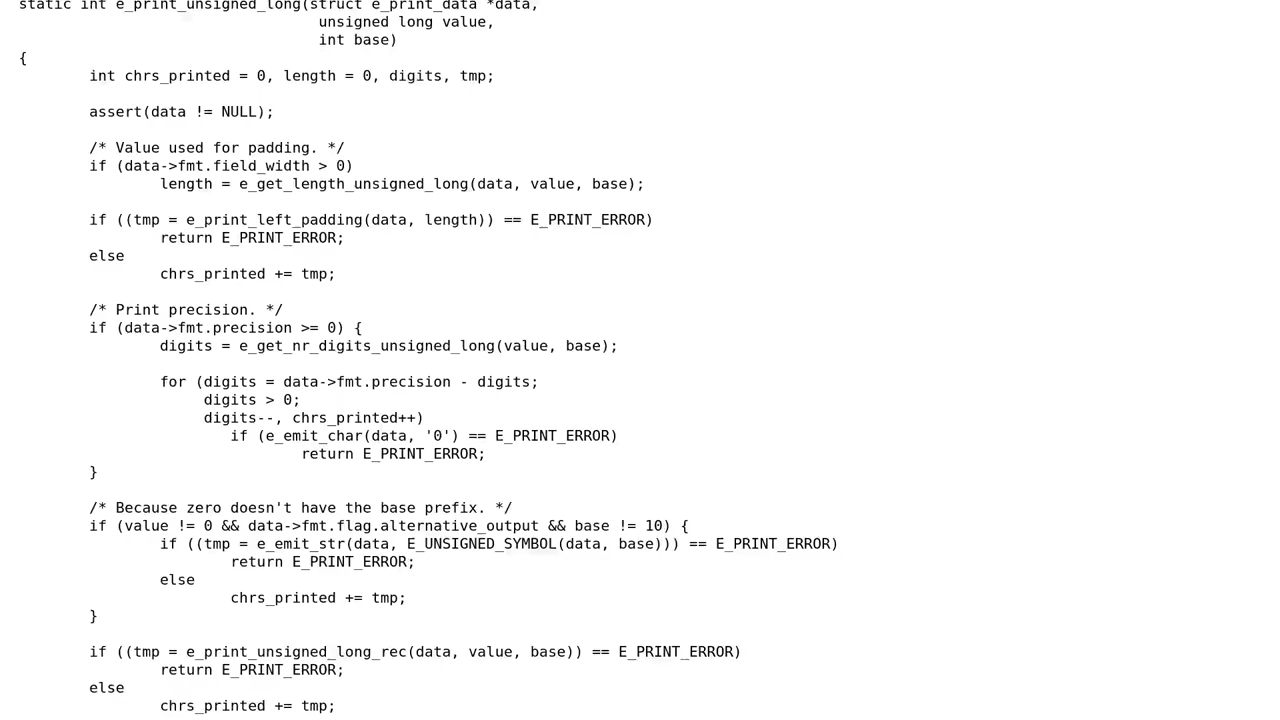 static int e_print_unsigned_long(struct e_print_data *data,
                                  unsigned long value,
                                  int base)
{
        int chrs_printed = 0, length = 0, digits, tmp;

        assert(data != NULL);

        /* Value used for padding. */
        if (data->fmt.field_width > 0)
                length = e_get_length_unsigned_long(data, value, base);

        if ((tmp = e_print_left_padding(data, length)) == E_PRINT_ERROR)
                return E_PRINT_ERROR;
        else
                chrs_printed += tmp;

        /* Print precision. */
        if (data->fmt.precision >= 0) {
                digits = e_get_nr_digits_unsigned_long(value, base);

                for (digits = data->fmt.precision - digits;
                     digits > 0;
                     digits--, chrs_printed++)
                        if (e_emit_char(data, '0') == E_PRINT_ERROR)
                                return E_PRINT_ERROR;
        }

        /* Because zero doesn't have the base prefix. */
        if (value != 0 && data->fmt.flag.alternative_output && base != 10) {
                if ((tmp = e_emit_str(data, E_UNSIGNED_SYMBOL(data, base))) == E_PRINT_ERROR)
                        return E_PRINT_ERROR;
                else
                        chrs_printed += tmp;
        }

        if ((tmp = e_print_unsigned_long_rec(data, value, base)) == E_PRINT_ERROR)
                return E_PRINT_ERROR;
        else
                chrs_printed += tmp;